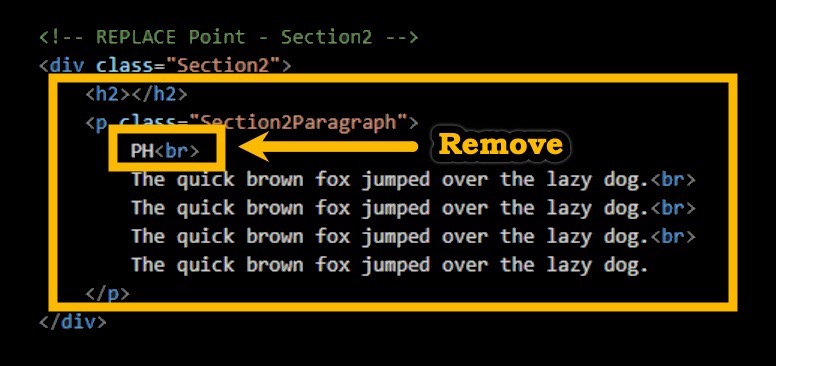 <!-- REPLACE Point - Section2 -->
<div class="Section2">
<h2></h2>
<p class="Section2Paragraph">
PH<br>
Remove
The quick brown fox jumped over the lazy dog.<br>
The quick brown fox jumped over the lazy dog.<br>
The quick brown fox jumped over the lazy dog.<br>
The quick brown fox jumped over the lazy dog.
</p>
</div>